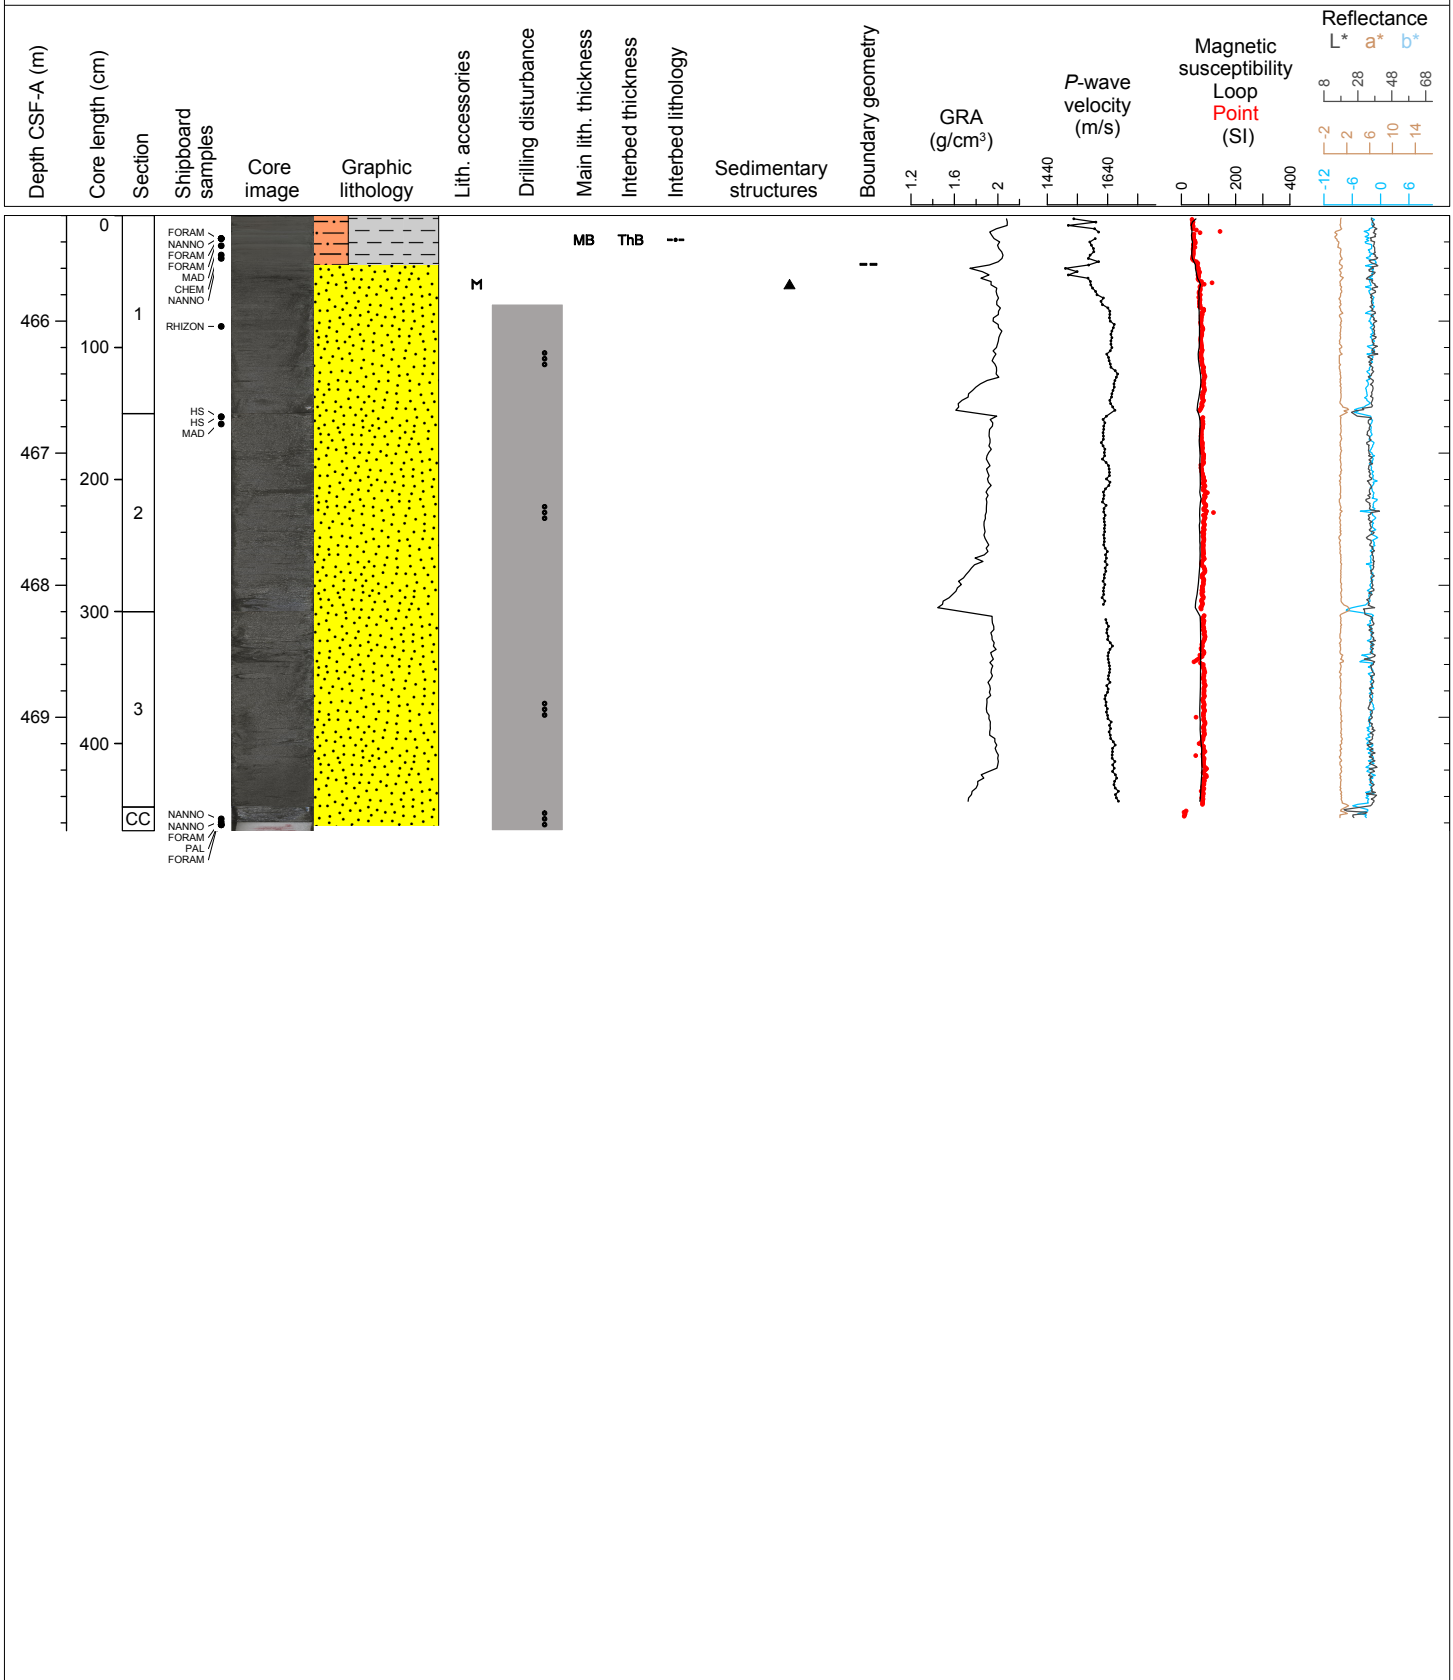 Depth CSF-A (m)
Core length (cm)
Section
Shipboard
samples
Core
image
Graphic
lithology
Lith. accessories
Drilling disturbance
Main lith. thickness
Interbed thickness
Interbed lithology
Sedimentary
structures
Boundary geometry
GRA
(g/cm³)
1.2
1.6
2
P-wave
velocity
(m/s)
1440
1640
Magnetic
susceptibility
Loop
Point
(SI)
0
200
400
Reflectance
L* a* b*
8 28 48 68
-2 2 6 10 14
-12 -6 0 6
0
100
200
300
400
466
467
468
469
1
2
3
CC
FORAM
NANNO
FORAM
FORAM
MAD
CHEM
NANNO
RHIZON
HS
HS
MAD
NANNO
NANNO
FORAM
PAL
FORAM
M
MB
ThB